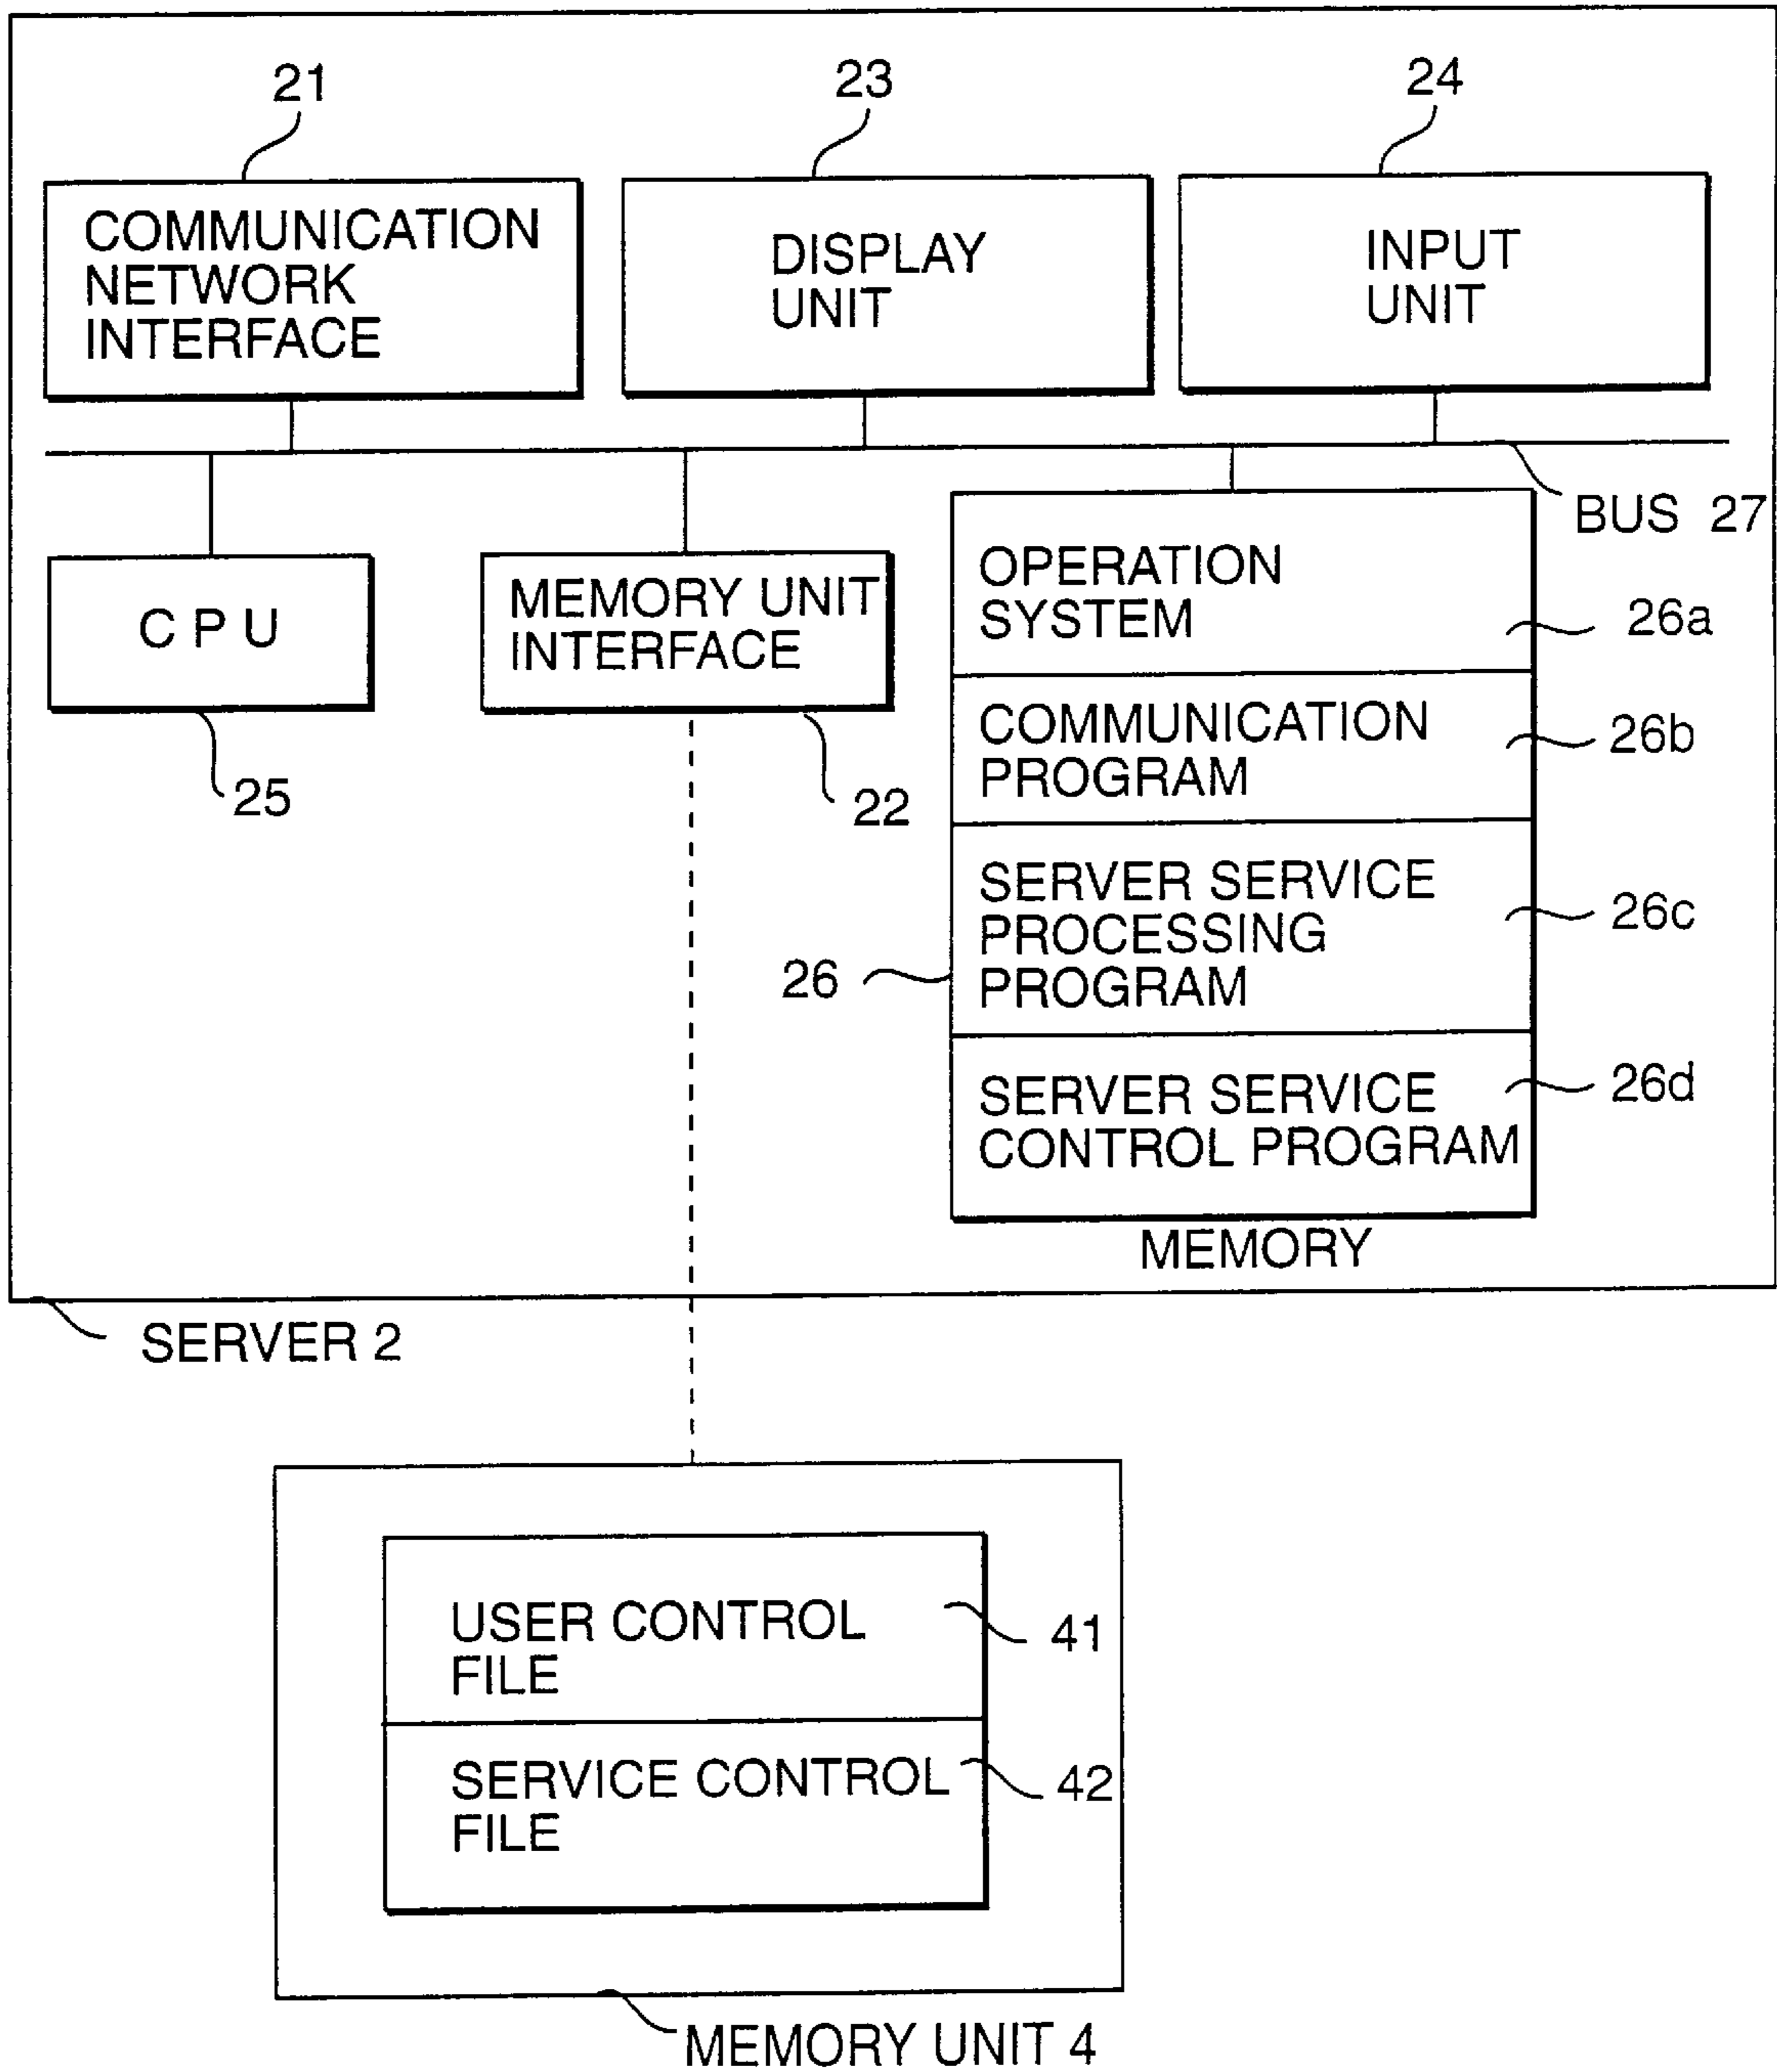 21
23
24
COMMUNICATION
NETWORK
INTERFACE
DISPLAY
UNIT
INPUT
UNIT
BUS 27
CPU
25
MEMORY UNIT
INTERFACE
22
OPERATION
SYSTEM
26a
COMMUNICATION
PROGRAM
26b
SERVER SERVICE
PROCESSING
PROGRAM
26c
26
SERVER SERVICE
CONTROL PROGRAM
26d
MEMORY
SERVER 2
USER CONTROL
FILE
41
SERVICE CONTROL
FILE
42
MEMORY UNIT 4